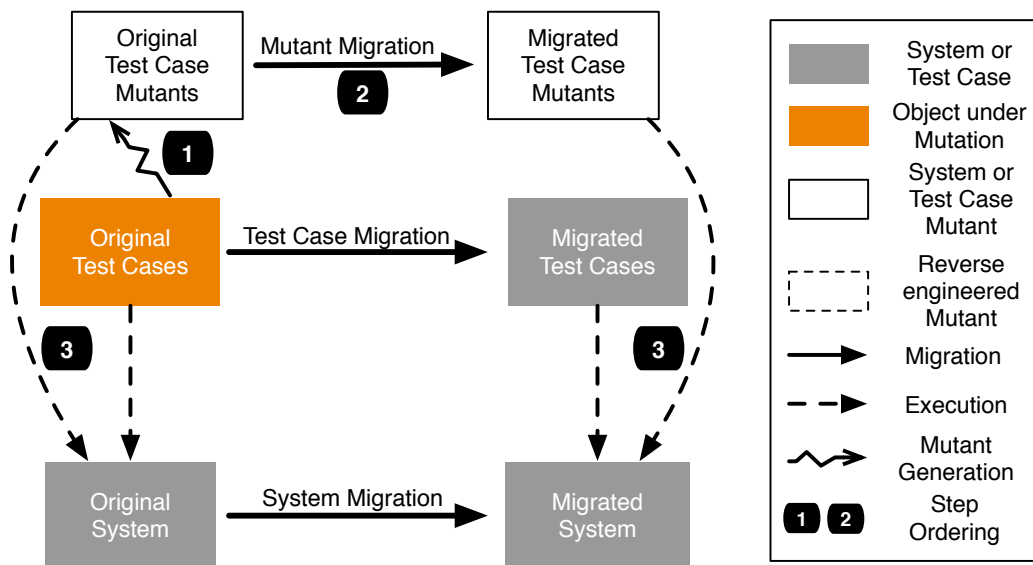 Original
Test Case
Mutants
Mutant Migration
2
Migrated
Test Case
Mutants
1
Original
Test Cases
Test Case Migration
Migrated
Test Cases
3
3
Original
System
System Migration
Migrated
System
System or
Test Case
Object under
Mutation
System or
Test Case
Mutant
Reverse
engineered
Mutant
Migration
Execution
Mutant
Generation
1 2
Step
Ordering